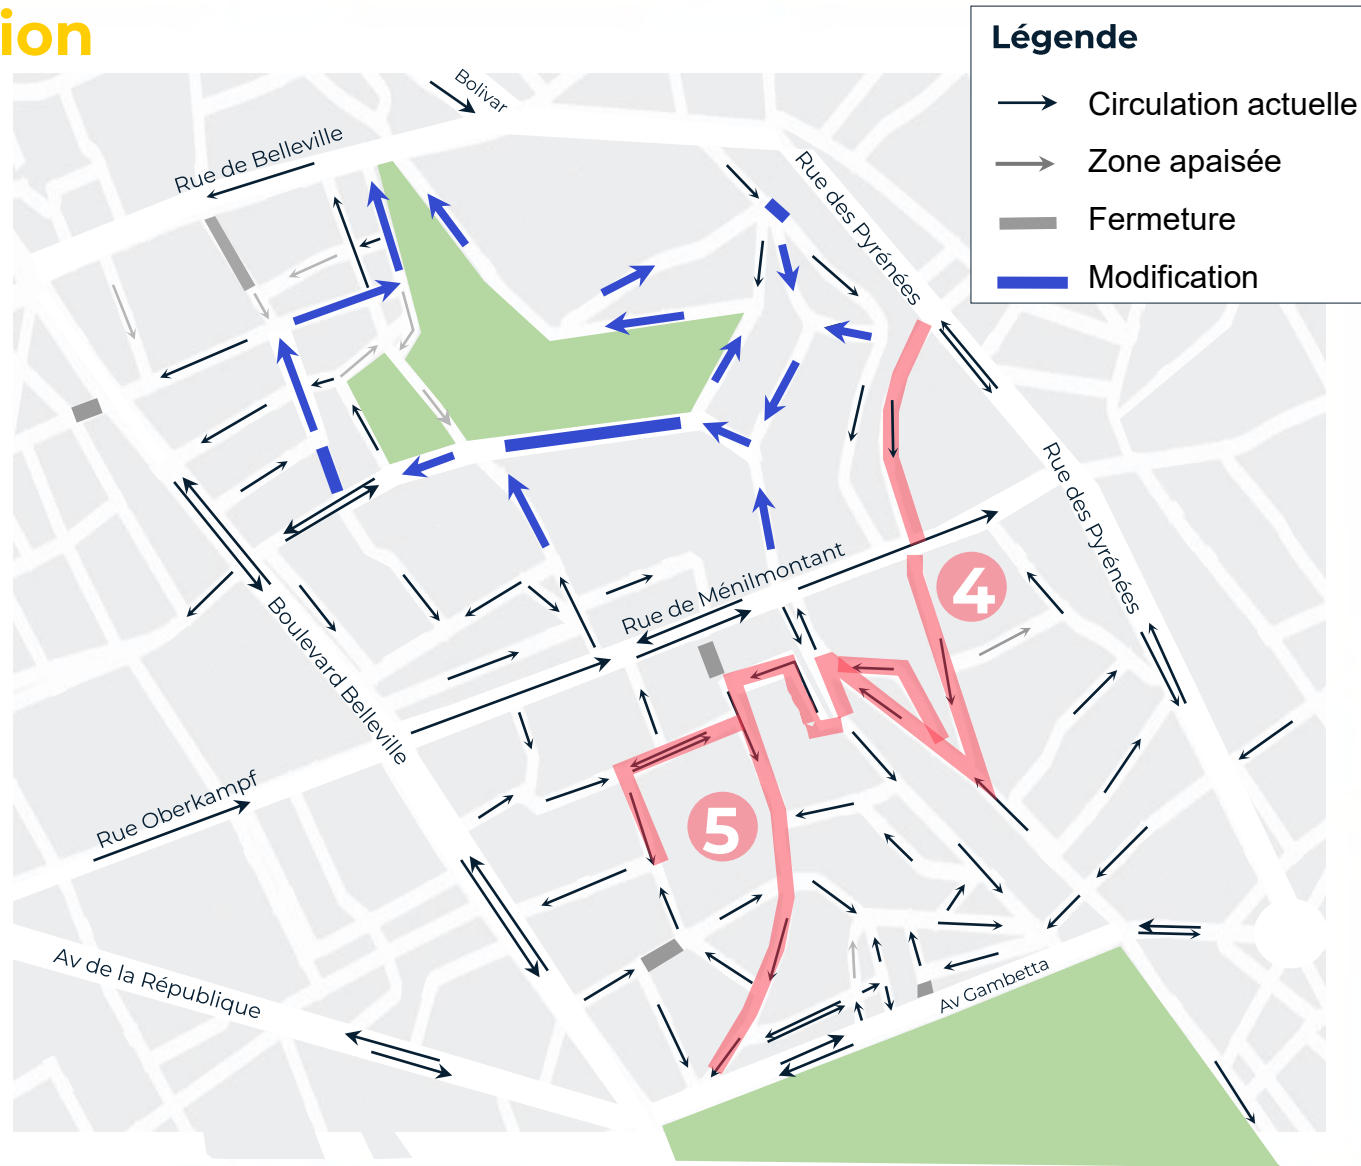 ion
Légende
Circulation actuelle
Zone apaisée
Fermeture
Modification
Bolivar
Rue de Belleville
Rue des Pyrénées
Rue des Pyrénées
Rue de Ménilmontant
4
Boulevard Belleville
Rue Oberkampf
5
Av de la République
Av Gambetta